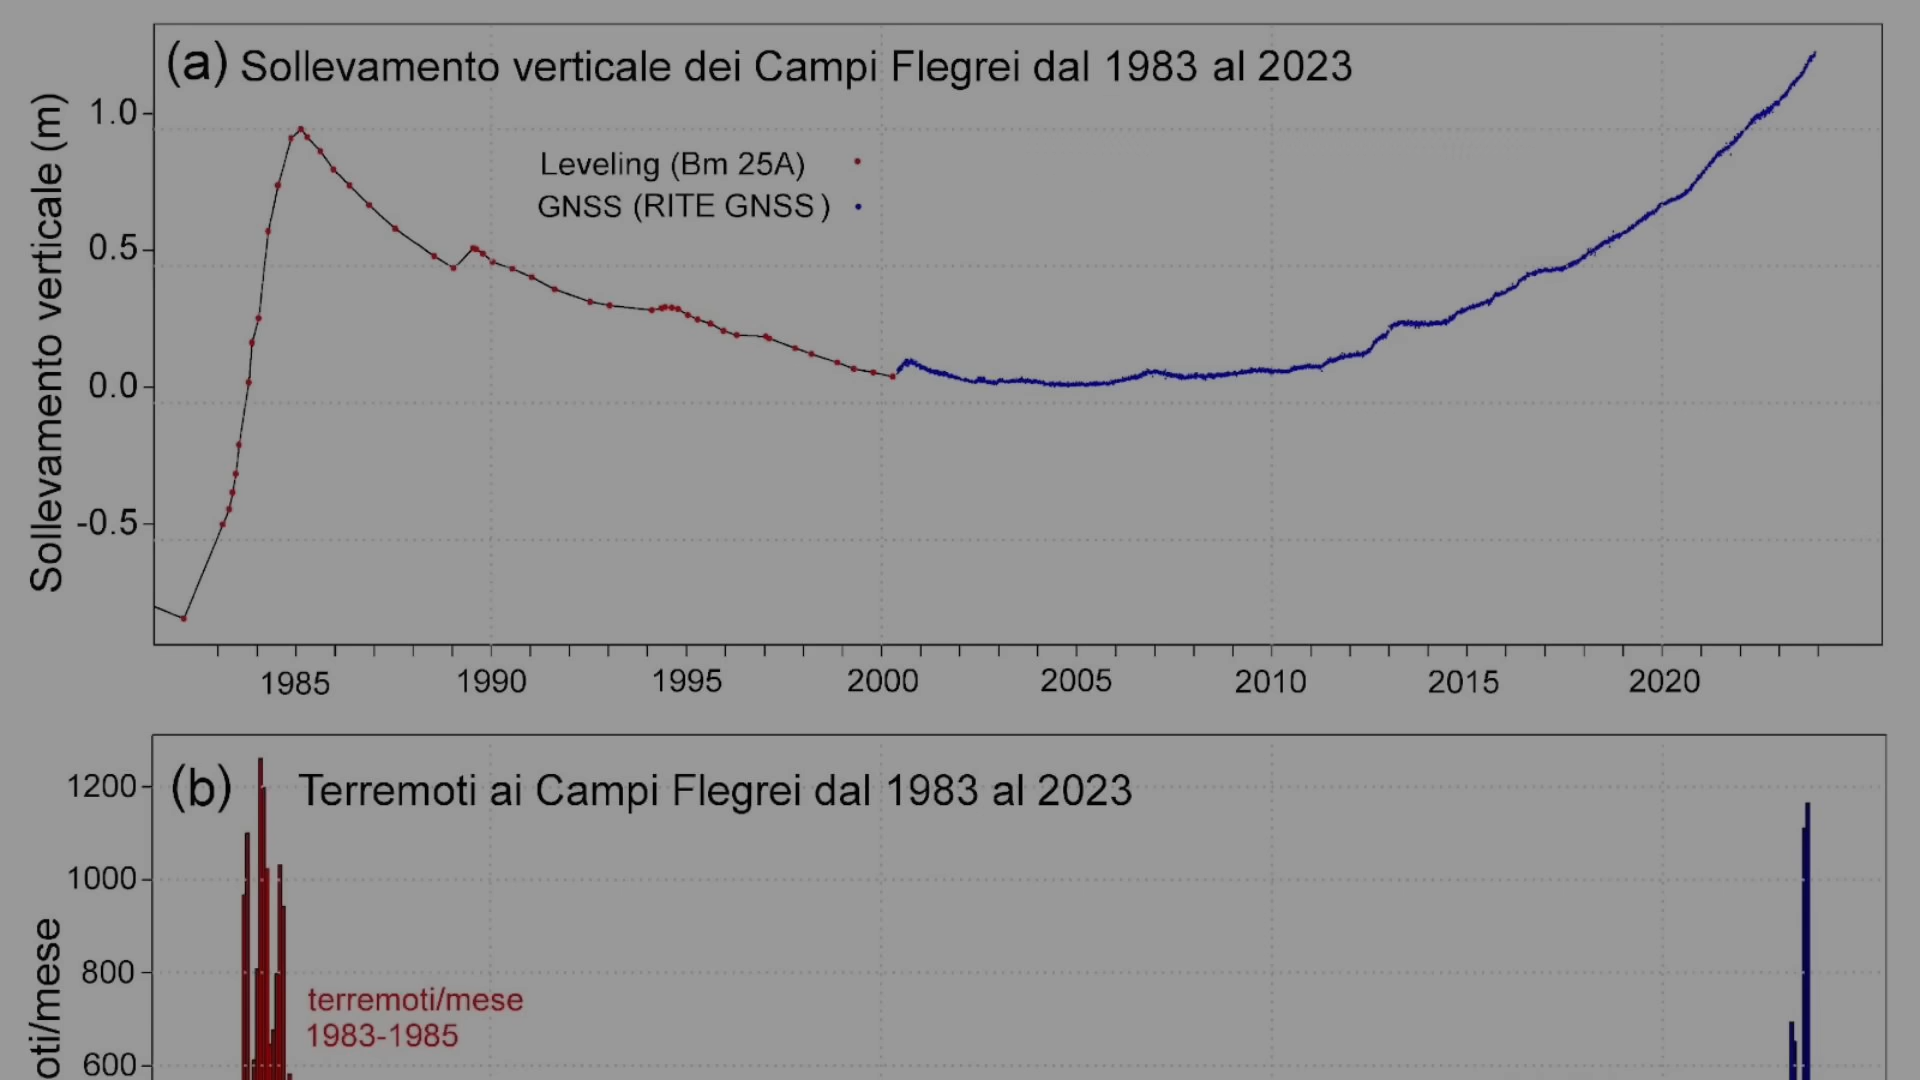 (a) Sollevamento verticale dei Campi Flegrei dal 1983 al 2023
Sollevamento verticale (m)
1.0
0.5
0.0
-0.5
Leveling (Bm 25A)
GNSS (RITE GNSS)
1985 1990 1995 2000 2005 2010 2015 2020
(b) Terremoti ai Campi Flegrei dal 1983 al 2023
oti/mese
1200
1000
800
600
terremoti/mese
1983-1985